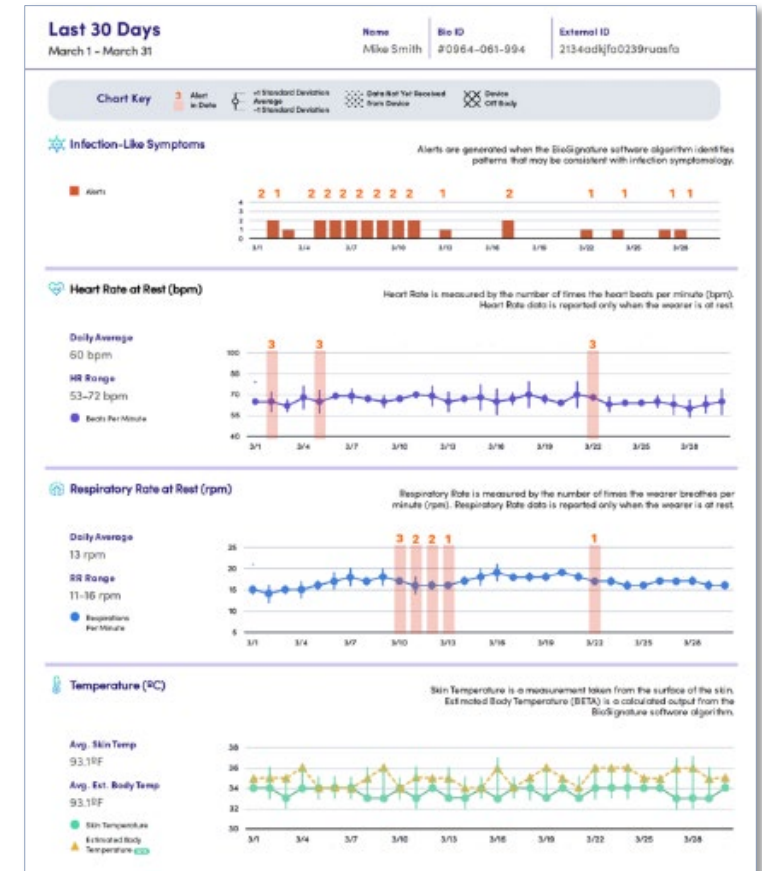 Last 30 Days
March 1 - March 31
Name
Mike Smith
Bio ID
#0964-061-994
External ID
2134adkjfa0239ruasfa
Chart Key
3
Alert
in Data
+1 Standard Deviation
Average
-1 Standard Deviation
Data Not Yet Received
from Device
Device
Off Body
Infection-Like Symptoms
Alerts are generated when the BioSignature software algorithm identifies
patterns that may be consistent with infection symptomology.
Alerts
2 1 2 2 2 2 2 2 2 1 2 1 1 1 1
4
3
2
1
0
3/1 3/4 3/7 3/10 3/13 3/16 3/19 3/22 3/25 3/28
Heart Rate at Rest (bpm)
Heart Rate is measured by the number of times the heart beats per minute (bpm).
Heart Rate data is reported only when the wearer is at rest.
Daily Average
60 bpm
HR Range
53-72 bpm
Beats Per Minute
3 3 3
100
85
70
55
40
3/1 3/4 3/7 3/10 3/13 3/16 3/19 3/22 3/25 3/28
Respiratory Rate at Rest (rpm)
Respiratory Rate is measured by the number of times the wearer breathes per
minute (rpm). Respiratory Rate data is reported only when the wearer is at rest.
Daily Average
13 rpm
RR Range
11-16 rpm
Respirations
Per Minute
3 2 2 1 1
25
20
15
10
5
3/1 3/4 3/7 3/10 3/13 3/16 3/19 3/22 3/25 3/28
Temperature (ºC)
Skin Temperature is a measurement taken from the surface of the skin.
Estimated Body Temperature (BETA) is a calculated output from the
BioSignature software algorithm.
Avg. Skin Temp
93.1ºF
Avg. Est. Body Temp
93.1ºF
Skin Temperature
Estimated Body
Temperature
38
36
34
32
30
3/1 3/4 3/7 3/10 3/13 3/16 3/19 3/22 3/25 3/28